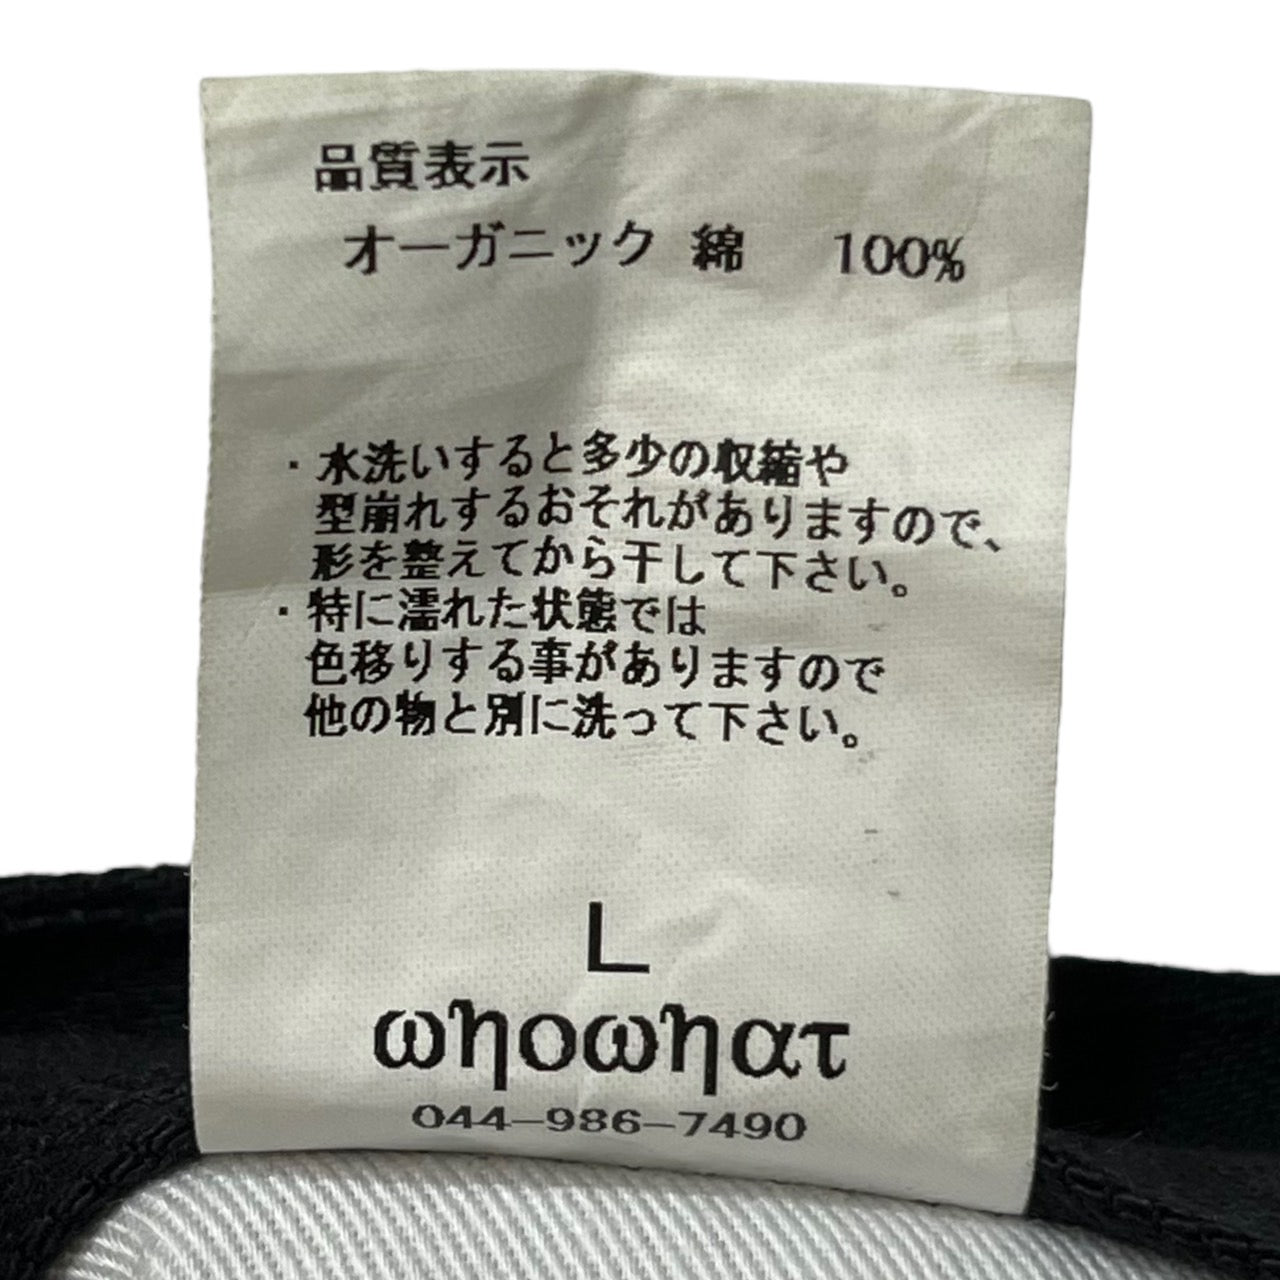 品質表示
オーガニック 綿 100%
・水洗いすると多少の収縮や
型崩れするおそれがありますので、
形を整えてから干して下さい。
・特に濡れた状態では
色移りする事がありますので
他の物と別に洗って下さい。
L
ωhoωhατ
044-986-7490